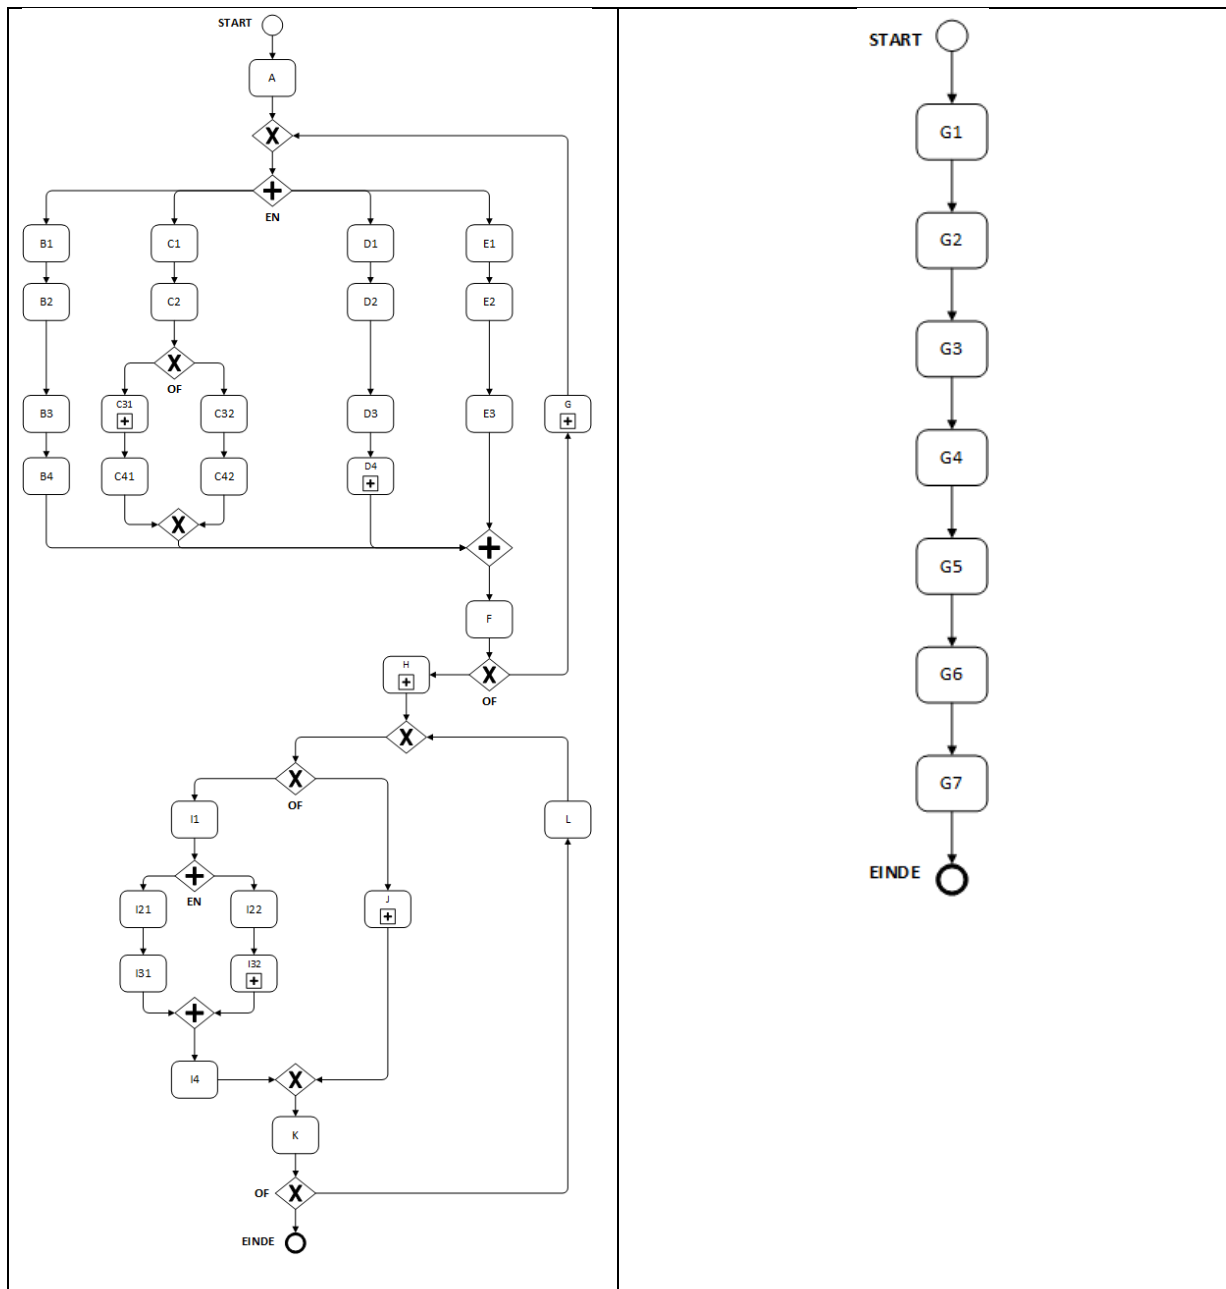 START
A
EN
B1 C1 D1 E1
B2 C2 D2 E2
OF
B3 C31 C32 D3 E3 G
B4 C41 C42 D4
F
H
OF
OF
I1 L
EN
I21 I22 J
I31 I32
I4
K
OF
EINDE
START
G1
G2
G3
G4
G5
G6
G7
EINDE